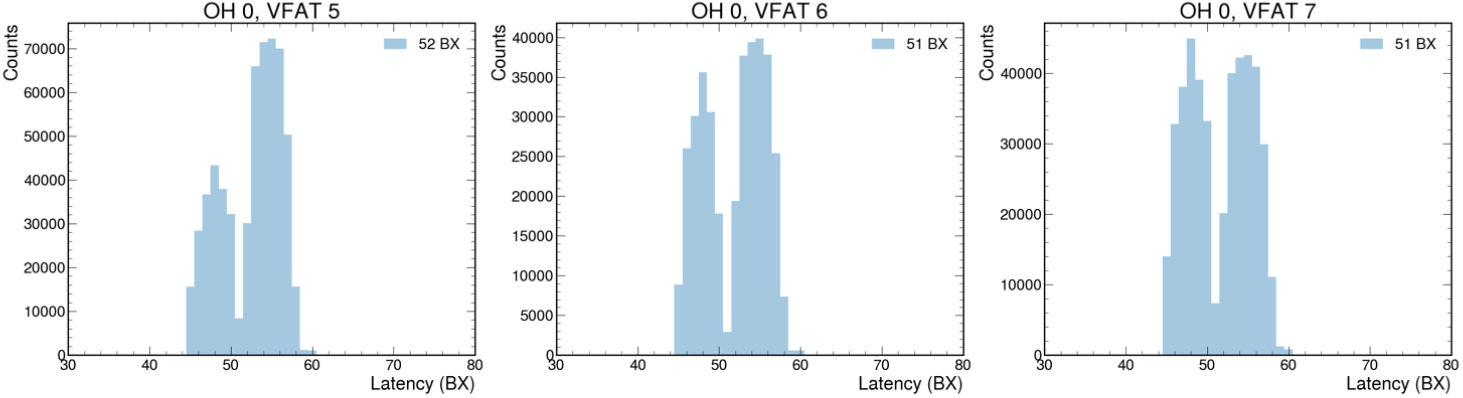 OH 0, VFAT 5
Counts
52 BX
70000
60000
50000
40000
30000
20000
10000
0
30 40 50 60 70 80
Latency (BX)
OH 0, VFAT 6
Counts
51 BX
40000
35000
30000
25000
20000
15000
10000
5000
0
30 40 50 60 70 80
Latency (BX)
OH 0, VFAT 7
Counts
51 BX
40000
30000
20000
10000
0
30 40 50 60 70 80
Latency (BX)